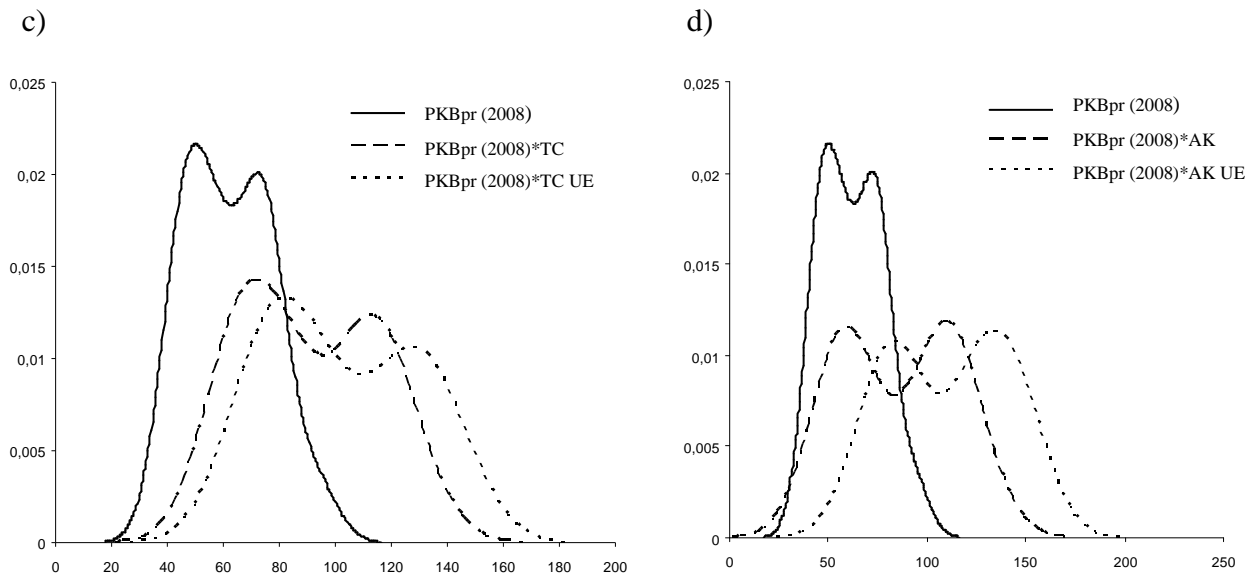 c)
0,025
0,02
0,015
0,01
0,005
0
0 20 40 60 80 100 120 140 160 180 200
PKBpr (2008)
PKBpr (2008)*TC
PKBpr (2008)*TC UE
d)
0,025
0,02
0,015
0,01
0,005
0
0 50 100 150 200 250
PKBpr (2008)
PKBpr (2008)*AK
PKBpr (2008)*AK UE